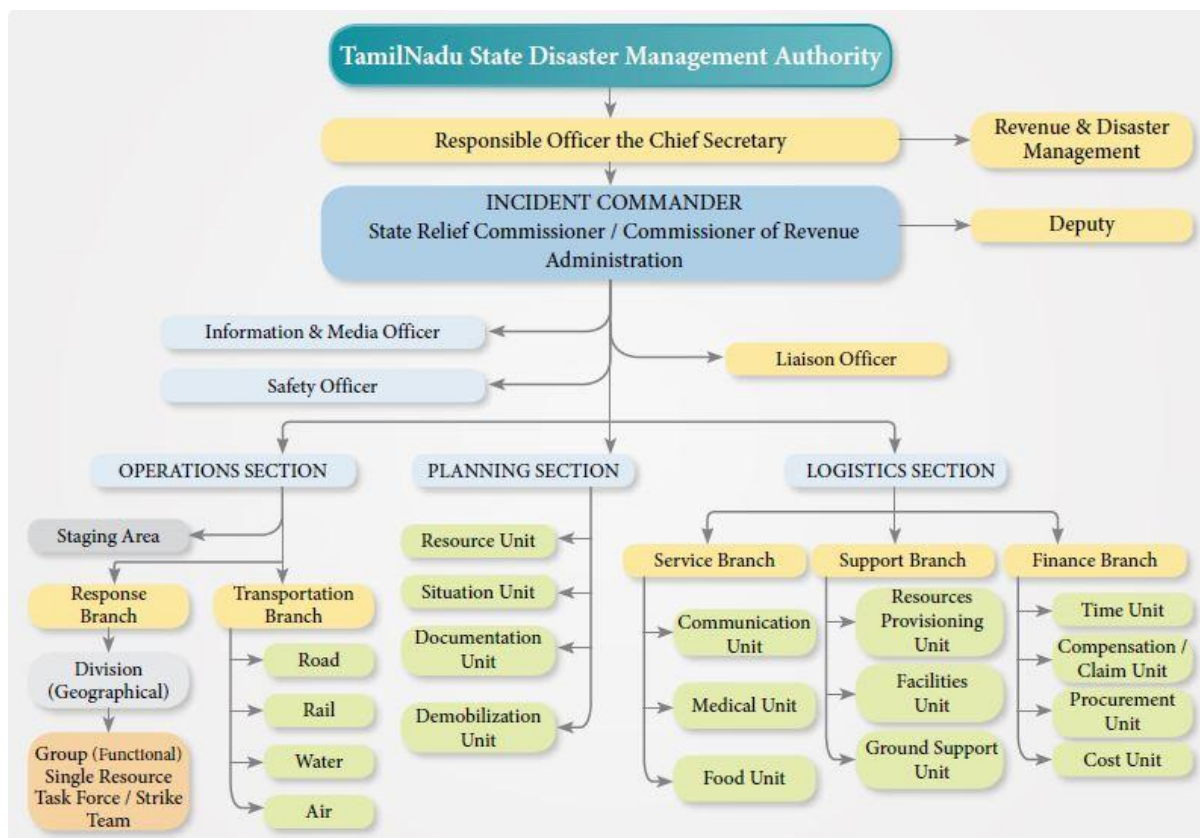 TamilNadu State Disaster Management Authority
Responsible Officer the Chief Secretary
Revenue & Disaster
Management
INCIDENT COMMANDER
State Relief Commissioner / Commissioner of Revenue
Administration
Deputy
Information & Media Officer
Liaison Officer
Safety Officer
OPERATIONS SECTION
PLANNING SECTION
LOGISTICS SECTION
Staging Area
Response
Branch
Transportation
Branch
Division
(Geographical)
Group (Functional)
Single Resource
Task Force / Strike
Team
Road
Rail
Water
Air
Resource Unit
Situation Unit
Documentation
Unit
Demobilization
Unit
Service Branch
Support Branch
Finance Branch
Communication
Unit
Medical Unit
Food Unit
Resources
Provisioning
Unit
Facilities
Unit
Ground Support
Unit
Time Unit
Compensation /
Claim Unit
Procurement
Unit
Cost Unit